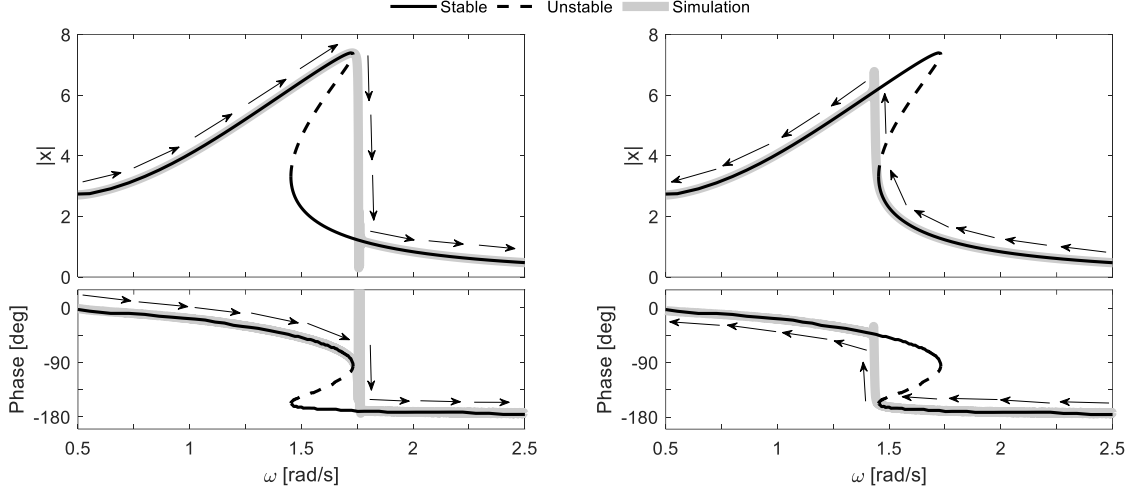 Stable Unstable Simulation
8
6
4
2
0
|x|
0
-90
-180
Phase [deg]
0.5 1 1.5 2 2.5
ω [rad/s]
8
6
4
2
0
|x|
0
-90
-180
Phase [deg]
0.5 1 1.5 2 2.5
ω [rad/s]